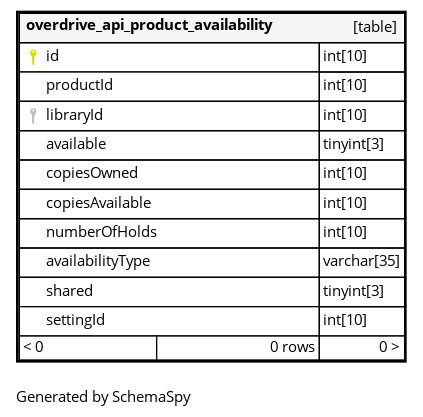 overdrive_api_product_availability [table]
id int[10]
productId int[10]
libraryId int[10]
available tinyint[3]
copiesOwned int[10]
copiesAvailable int[10]
numberOfHolds int[10]
availabilityType varchar[35]
shared tinyint[3]
settingId int[10]
< 0 0 rows 0 >
Generated by SchemaSpy